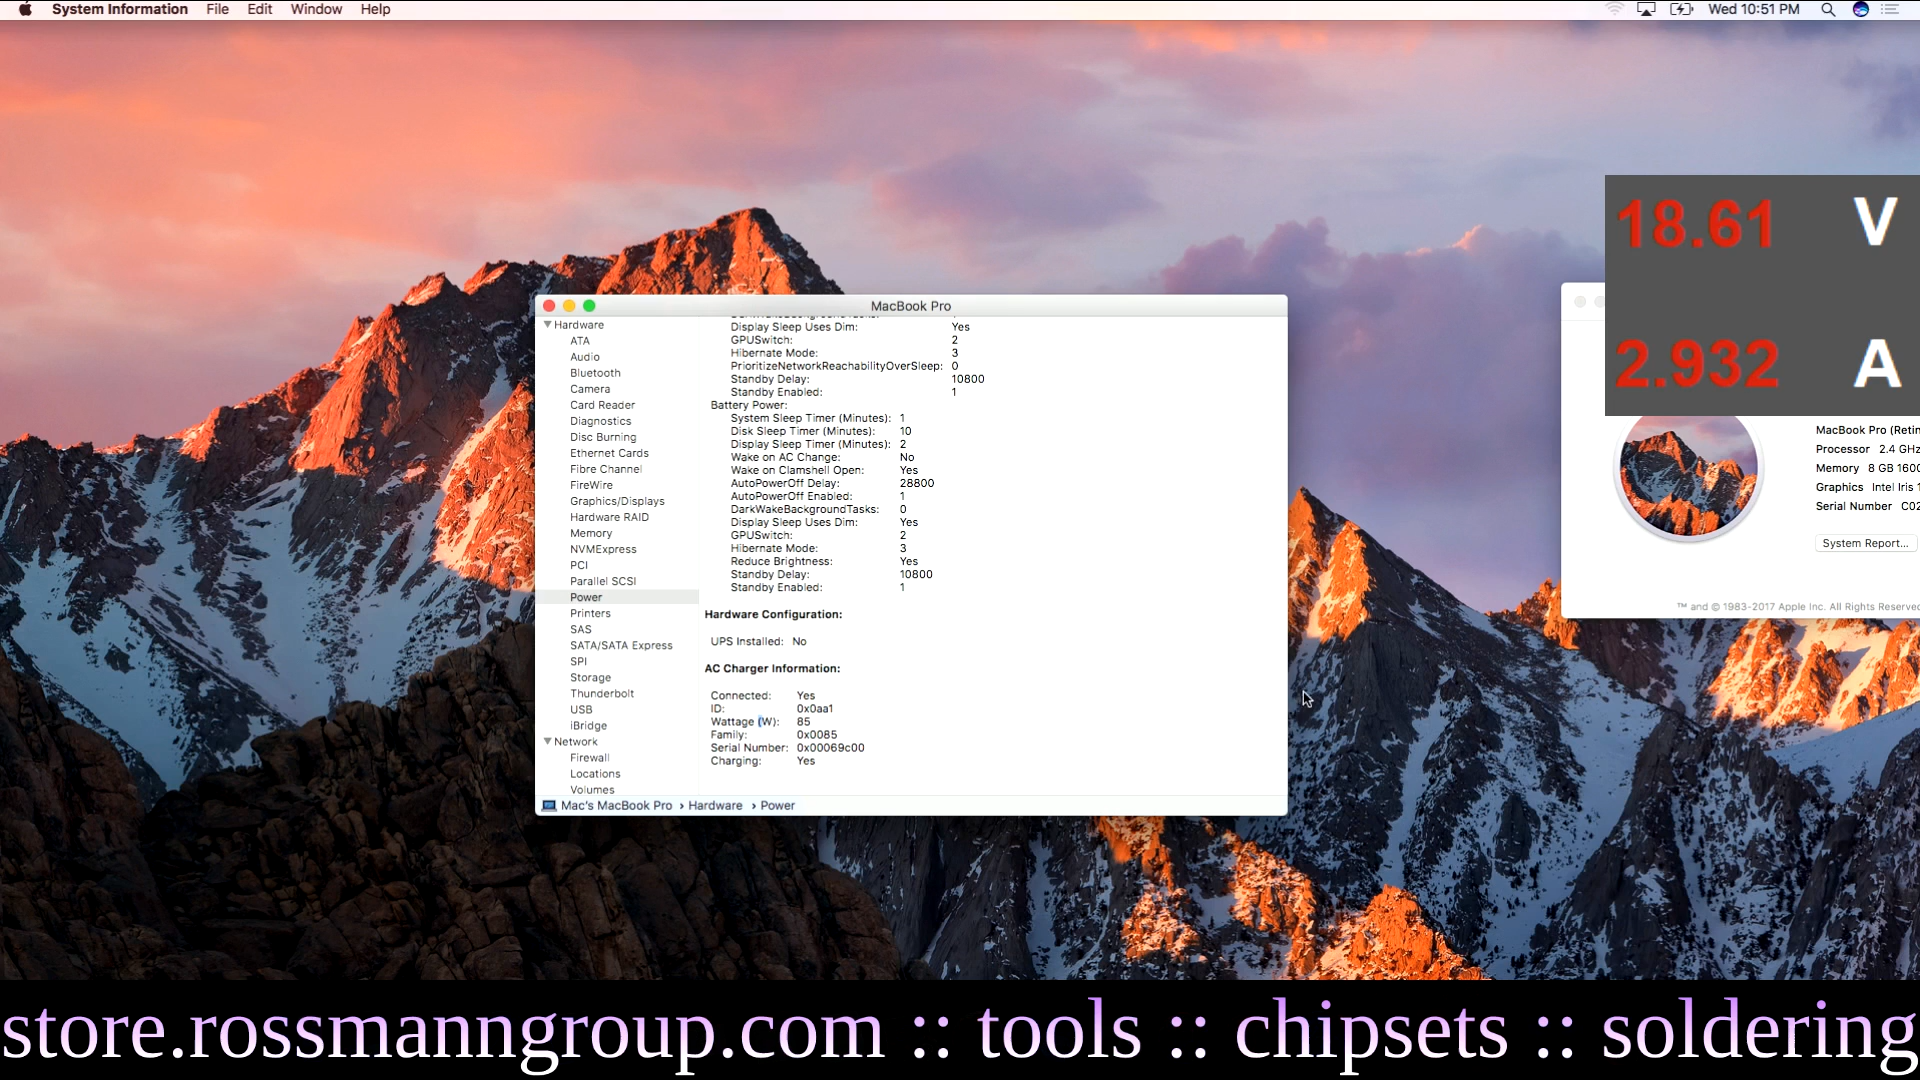 System Information File Edit Window Help
Wed 10:51 PM
18.61 V
2.932 A
MacBook Pro
Hardware
ATA
Audio
Bluetooth
Camera
Card Reader
Diagnostics
Disc Burning
Ethernet Cards
Fibre Channel
FireWire
Graphics/Displays
Hardware RAID
Memory
NVMExpress
PCI
Parallel SCSI
Power
Printers
SAS
SATA/SATA Express
SPI
Storage
Thunderbolt
USB
iBridge
Network
Firewall
Locations
Volumes
Display Sleep Uses Dim: Yes
GPUSwitch: 2
Hibernate Mode: 3
PrioritizeNetworkReachabilityOverSleep: 0
Standby Delay: 10800
Standby Enabled: 1
Battery Power:
System Sleep Timer (Minutes): 1
Disk Sleep Timer (Minutes): 10
Display Sleep Timer (Minutes): 2
Wake on AC Change: No
Wake on Clamshell Open: Yes
AutoPowerOff Delay: 28800
AutoPowerOff Enabled: 1
DarkWakeBackgroundTasks: 0
Display Sleep Uses Dim: Yes
GPUSwitch: 2
Hibernate Mode: 3
Reduce Brightness: Yes
Standby Delay: 10800
Standby Enabled: 1
Hardware Configuration:
UPS Installed: No
AC Charger Information:
Connected: Yes
ID: 0x0aa1
Wattage (W): 85
Family: 0x0085
Serial Number: 0x00069c00
Charging: Yes
Mac's MacBook Pro › Hardware › Power
MacBook Pro (Retin
Processor 2.4 GHz
Memory 8 GB 1600
Graphics Intel Iris 1
Serial Number C02
System Report...
™ and © 1983-2017 Apple Inc. All Rights Reserved
store.rossmanngroup.com :: tools :: chipsets :: soldering